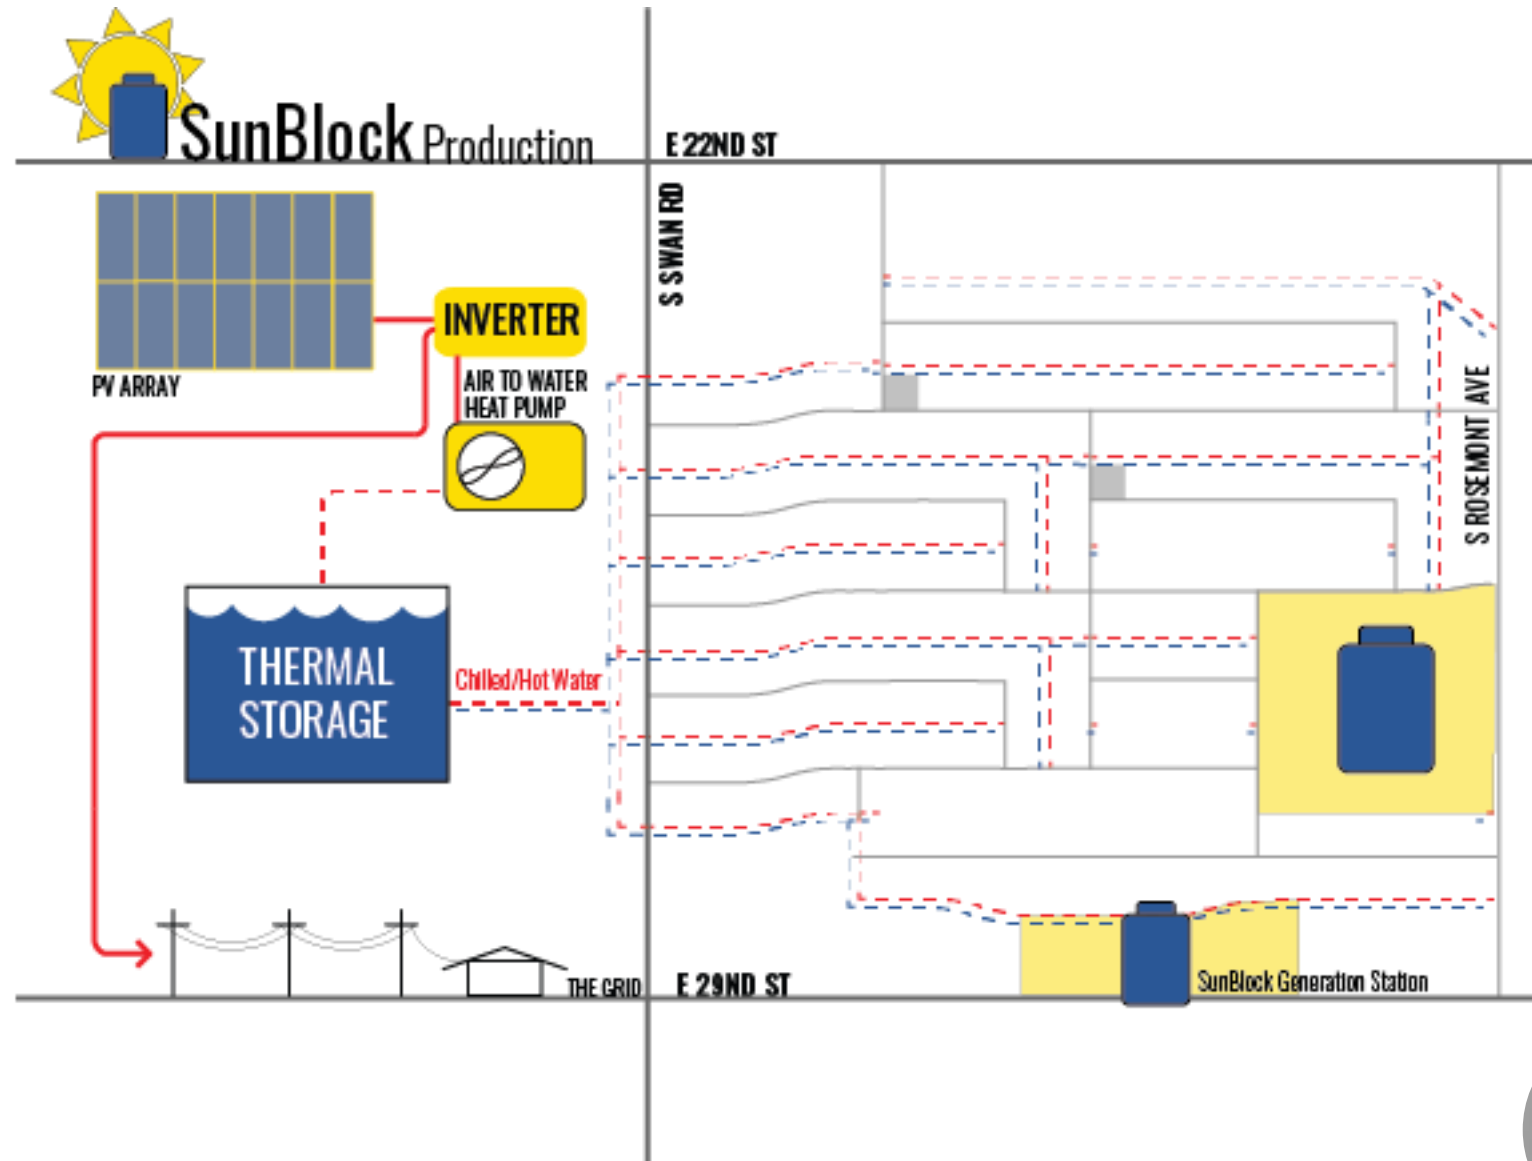 SunBlock Production
E 22ND ST
S SWAN RD
INVERTER
PV ARRAY
AIR TO WATER
HEAT PUMP
S ROSEMONT AVE
THERMAL
STORAGE
Chilled/Hot Water
THE GRID
E 29ND ST
SunBlock Generation Station